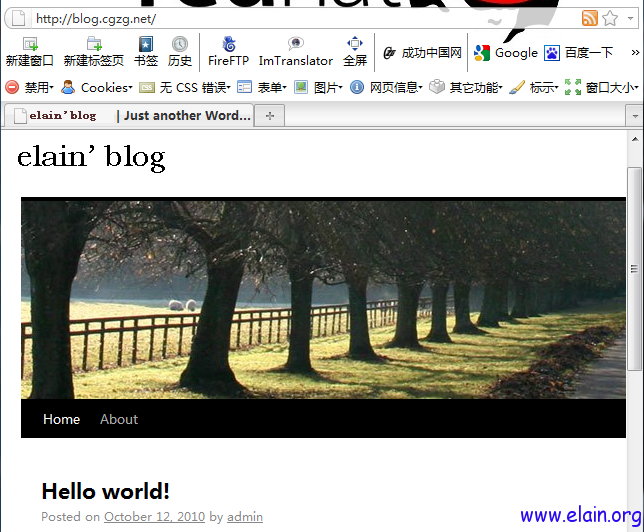 http://blog.cgzg.net/
新建窗口 新建标签页 书签 历史 FireFTP ImTranslator 全屏 成功中国网 Google 百度一下 »
禁用 Cookies 无 CSS 错误 表单 图片 网页信息 其它功能 标示 窗口大小
elain' blog | Just another Word...
elain' blog
Home About
Hello world!
Posted on October 12, 2010 by admin
www.elain.org